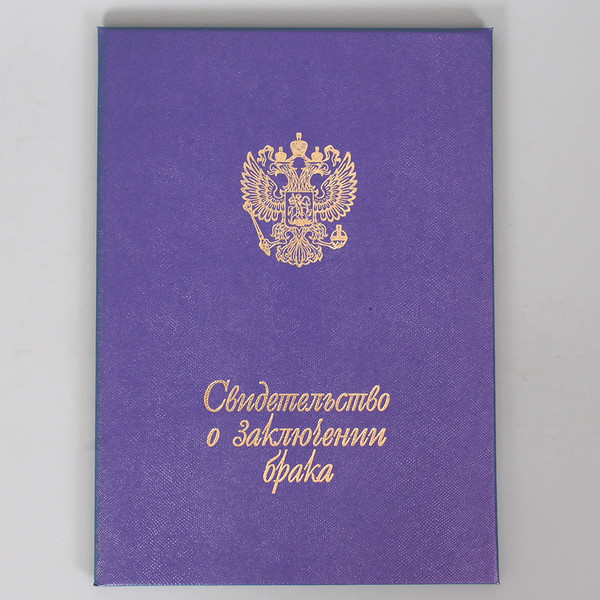 Свидетельство
о заключении
брака